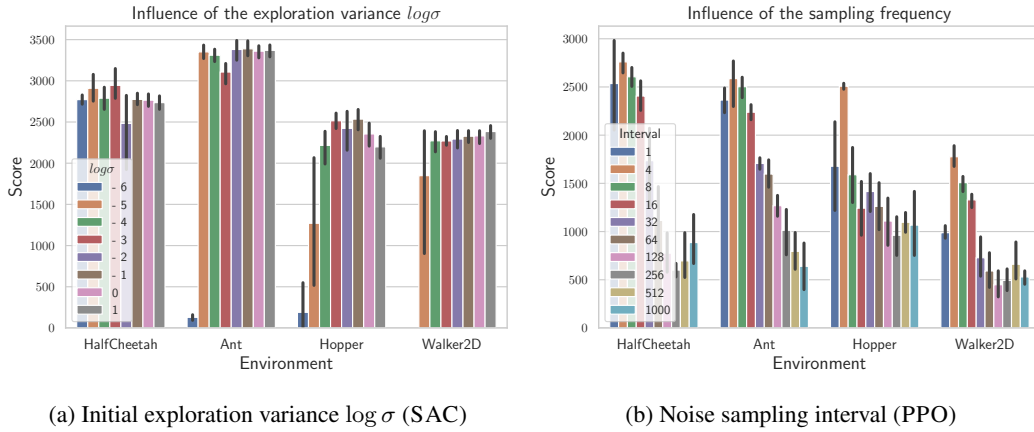 Influence of the exploration variance logσ
Score
3500
3000
2500
2000
1500
1000
500
0
logσ
- 6
- 5
- 4
- 3
- 2
- 1
0
1
HalfCheetah Ant Hopper Walker2D
Environment
(a) Initial exploration variance log σ (SAC)
Influence of the sampling frequency
Score
3000
2500
2000
1500
1000
500
0
Interval
1
4
8
16
32
64
128
256
512
1000
HalfCheetah Ant Hopper Walker2D
Environment
(b) Noise sampling interval (PPO)